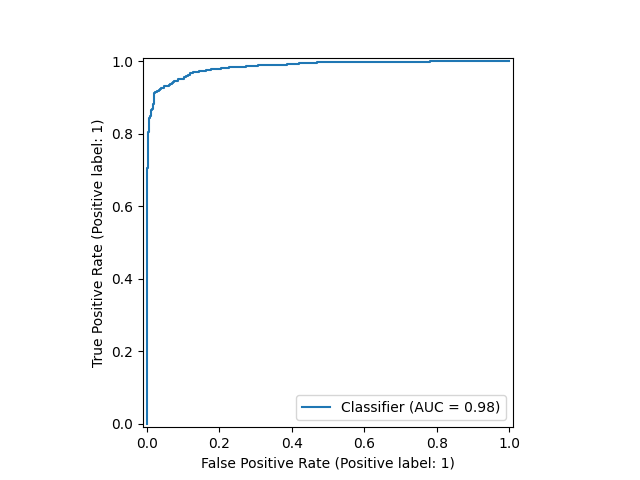 1.0
0.8
0.6
0.4
0.2
0.0
True Positive Rate (Positive label: 1)
Classifier (AUC = 0.98)
0.0 0.2 0.4 0.6 0.8 1.0
False Positive Rate (Positive label: 1)